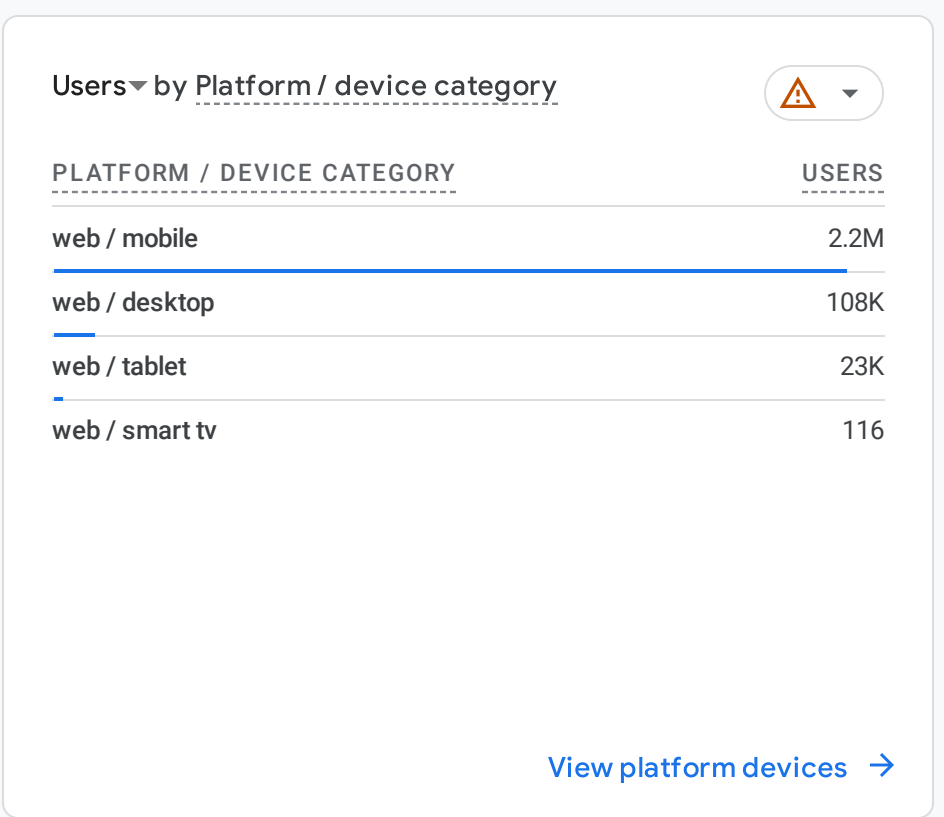 Users by Platform / device category
PLATFORM / DEVICE CATEGORY USERS
web / mobile 2.2M
web / desktop 108K
web / tablet 23K
web / smart tv 116
View platform devices